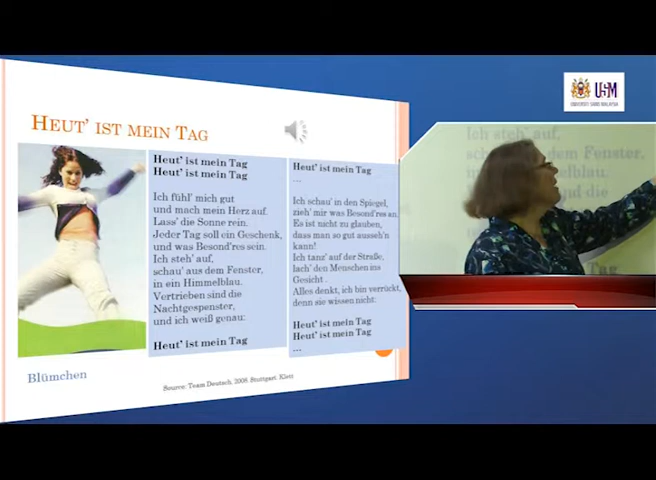 HEUT' IST MEIN TAG
Heut' ist mein Tag
Heut' ist mein Tag
Ich fühl' mich gut
und mach mein Herz auf.
Lass' die Sonne rein.
Jeder Tag soll ein Geschenk,
und was Besond'res sein.
Ich steh' auf,
schau' aus dem Fenster,
in ein Himmelblau.
Vertrieben sind die
Nachtgespenster,
und ich weiß genau:
Heut' ist mein Tag
Heut' ist mein Tag
...
Ich schau' in den Spiegel,
zieh' mir was Besond'res an.
Es ist nicht zu glauben,
dass man so gut ausseh'n
kann!
Ich tanz' auf der Straße,
lach' den Menschen ins
Gesicht .
Alles denkt, ich bin verrückt,
denn sie wissen nicht:
Heut' ist mein Tag
Heut' ist mein Tag
...
Blümchen
Source: Team Deutsch, 2008. Stuttgart. Klett
USM
UNIVERSITI SAINS MALAYSIA
Ich steh' auf,
dem Fenster,
blau.
nd die
Tag